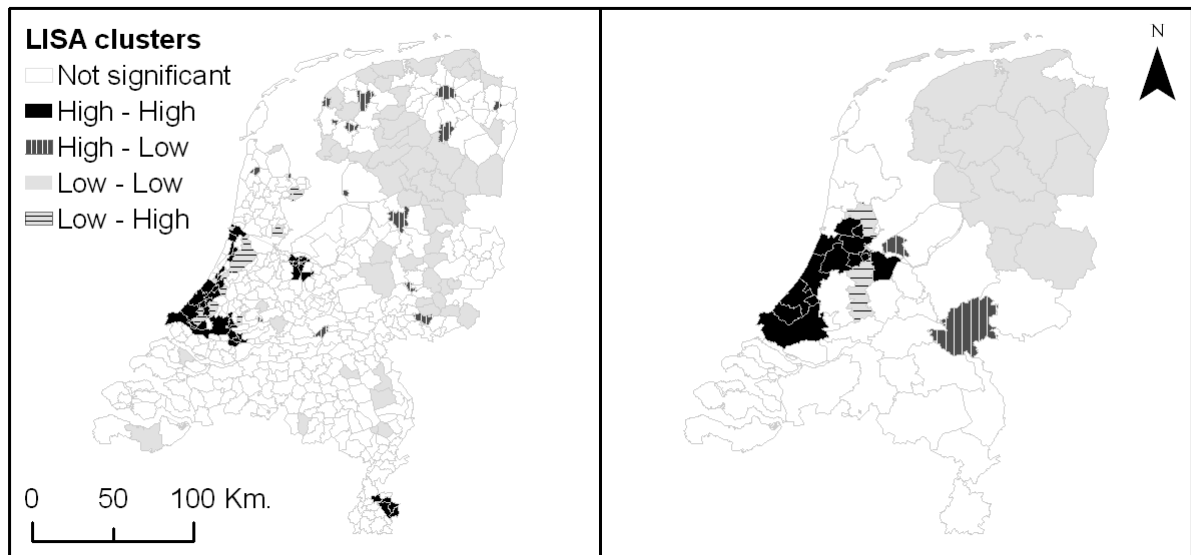 LISA clusters
Not significant
High - High
High - Low
Low - Low
Low - High
0 50 100 Km.
N